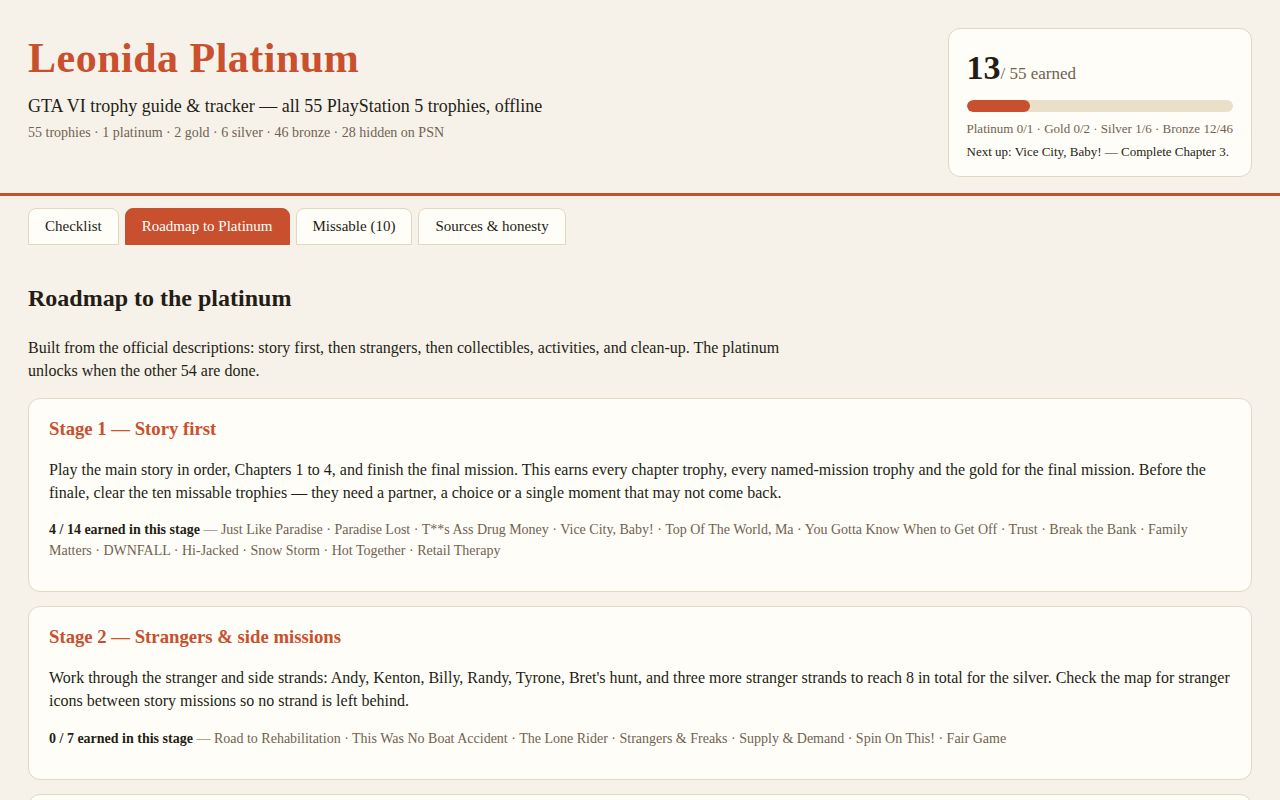 Leonida Platinum
GTA VI trophy guide & tracker — all 55 PlayStation 5 trophies, offline
55 trophies · 1 platinum · 2 gold · 6 silver · 46 bronze · 28 hidden on PSN
13/ 55 earned
Platinum 0/1 · Gold 0/2 · Silver 1/6 · Bronze 12/46
Next up: Vice City, Baby! — Complete Chapter 3.
Checklist
Roadmap to Platinum
Missable (10)
Sources & honesty
Roadmap to the platinum
Built from the official descriptions: story first, then strangers, then collectibles, activities, and clean-up. The platinum
unlocks when the other 54 are done.
Stage 1 — Story first
Play the main story in order, Chapters 1 to 4, and finish the final mission. This earns every chapter trophy, every named-mission trophy and the gold for the final mission. Before the
finale, clear the ten missable trophies — they need a partner, a choice or a single moment that may not come back.
4 / 14 earned in this stage — Just Like Paradise · Paradise Lost · T**s Ass Drug Money · Vice City, Baby! · Top Of The World, Ma · You Gotta Know When to Get Off · Trust · Break the Bank · Family
Matters · DWNFALL · Hi-Jacked · Snow Storm · Hot Together · Retail Therapy
Stage 2 — Strangers & side missions
Work through the stranger and side strands: Andy, Kenton, Billy, Randy, Tyrone, Bret's hunt, and three more stranger strands to reach 8 in total for the silver. Check the map for stranger
icons between story missions so no strand is left behind.
0 / 7 earned in this stage — Road to Rehabilitation · This Was No Boat Accident · The Lone Rider · Strangers & Freaks · Supply & Demand · Spin On This! · Fair Game